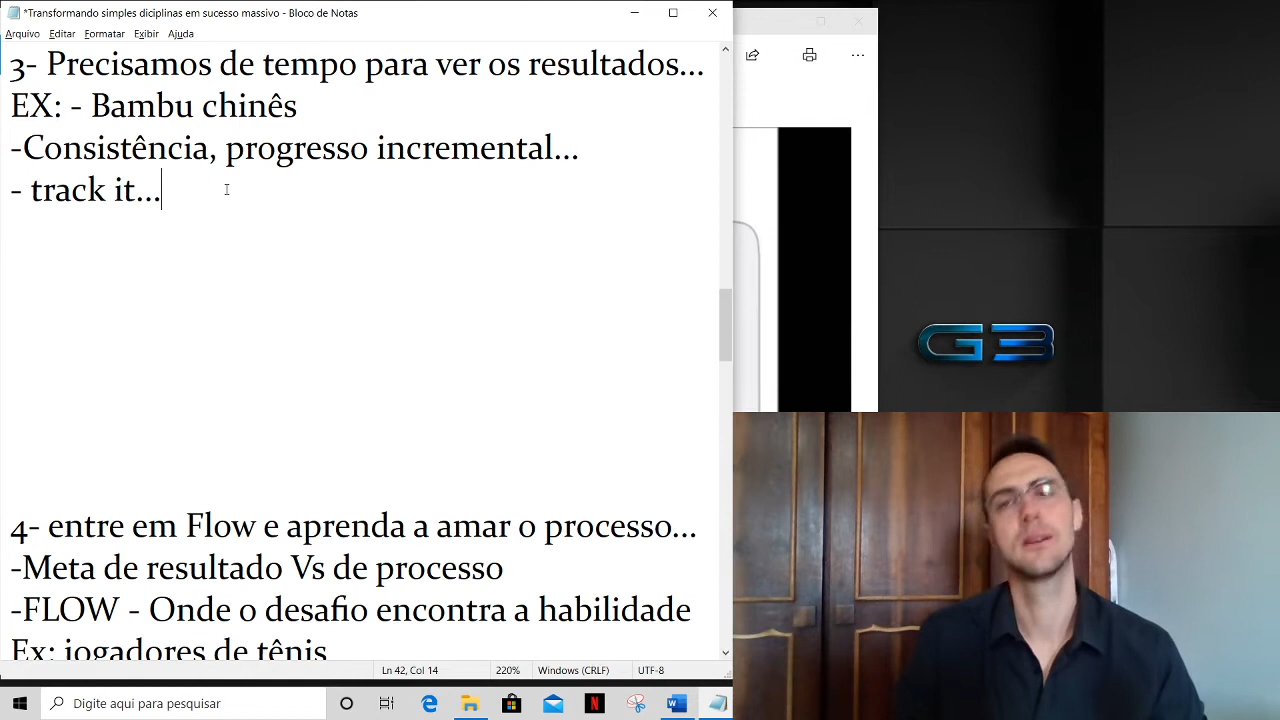 *Transformando simples diciplinas em sucesso massivo - Bloco de Notas
Arquivo Editar Formatar Exibir Ajuda
3- Precisamos de tempo para ver os resultados...
EX: - Bambu chinês
-Consistência, progresso incremental...
- track it...
4- entre em Flow e aprenda a amar o processo...
-Meta de resultado Vs de processo
-FLOW - Onde o desafio encontra a habilidade
Ex: jogadores de tênis
Ln 42, Col 14 220% Windows (CRLF) UTF-8
Digite aqui para pesquisar
G3